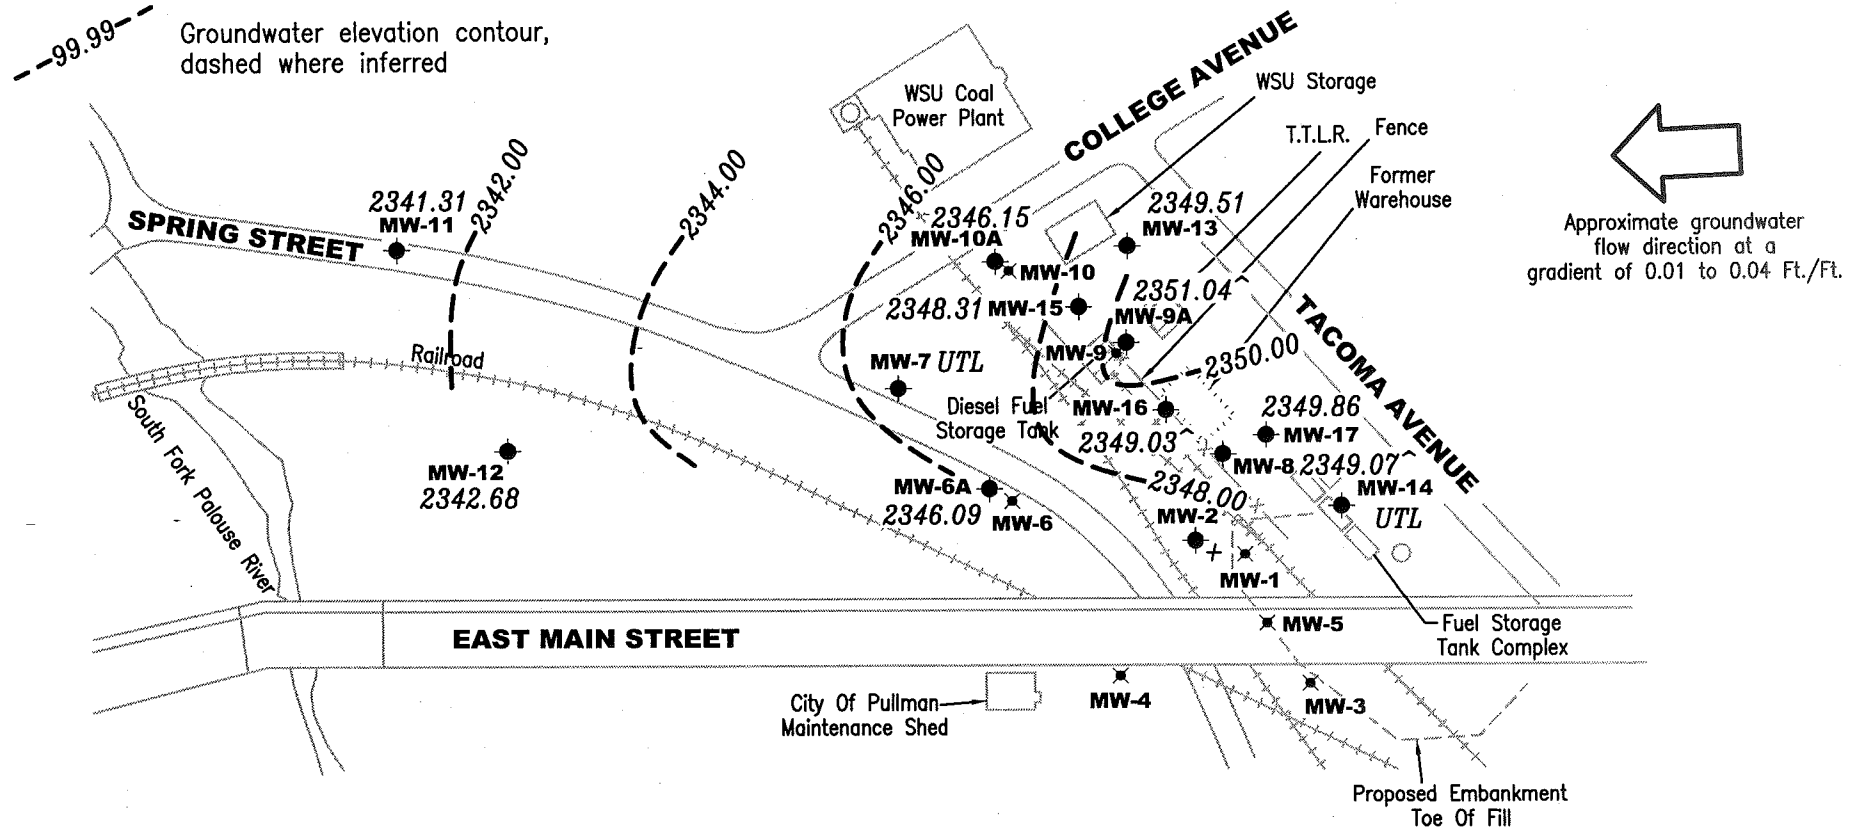 99.99
Groundwater elevation contour,
dashed where inferred
WSU Coal
Power Plant
COLLEGE AVENUE
WSU Storage
T.T.L.R.
Fence
Former
Warehouse
Approximate groundwater
flow direction at a
gradient of 0.01 to 0.04 Ft./Ft.
SPRING STREET
2341.31
MW-11
2342.00
2344.00
2346.00
2346.15
MW-10A
MW-10
2349.51
MW-13
2348.31 MW-15
2351.04^
MW-9A
MW-9
2350.00
TACOMA AVENUE
Railroad
MW-7 UTL
Diesel Fuel
Storage Tank
MW-16
2349.03^
2349.86
MW-17
MW-8 2349.07^
MW-14
UTL
South Fork Palouse River
MW-12
2342.68
MW-6A
2346.09
MW-6
2348.00
MW-2
MW-1
EAST MAIN STREET
MW-5
Fuel Storage
Tank Complex
City Of Pullman
Maintenance Shed
MW-4
MW-3
Proposed Embankment
Toe Of Fill